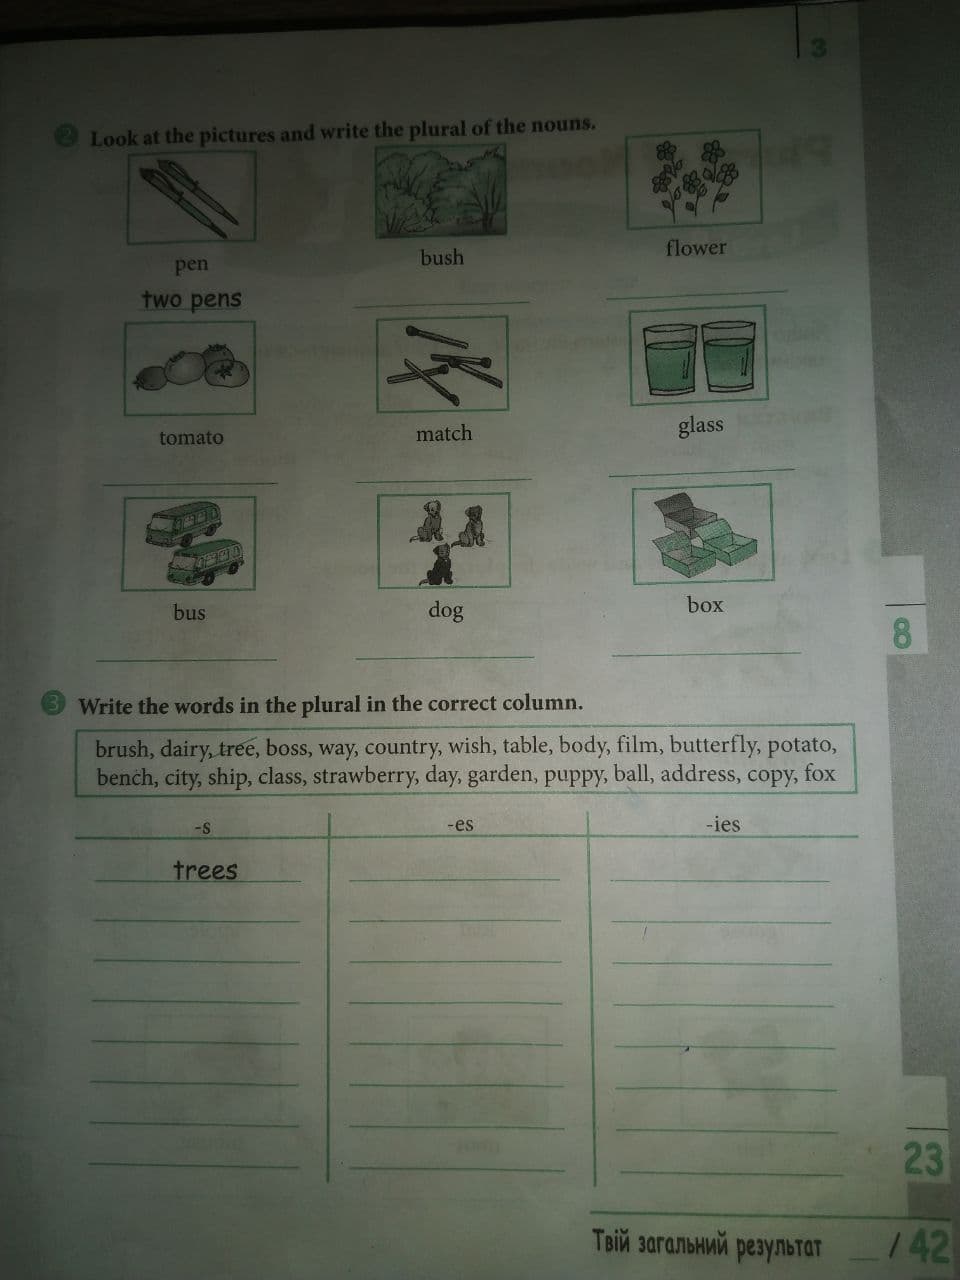 3
2 Look at the pictures and write the plural of the nouns.
pen
bush
flower
two pens
tomato
match
glass
bus
dog
box
8
3 Write the words in the plural in the correct column.
brush, dairy, tree, boss, way, country, wish, table, body, film, butterfly, potato,
bench, city, ship, class, strawberry, day, garden, puppy, ball, address, copy, fox
-s
-es
-ies
trees
23
Твій загальний результат __ / 42